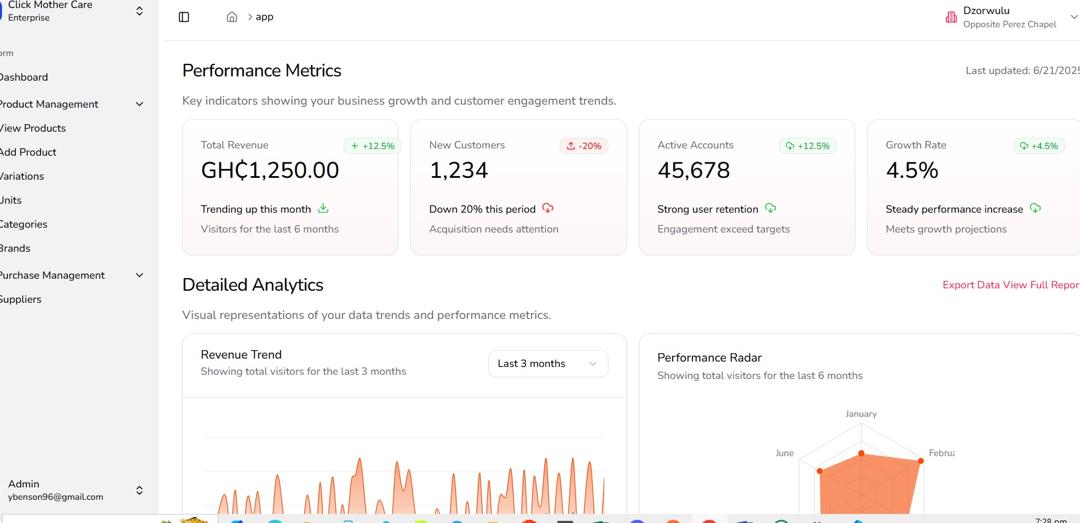 Click Mother Care
Enterprise
orm
Dashboard
Product Management
View Products
Add Product
Variations
Units
Categories
Brands
Purchase Management
Suppliers
Admin
ybenson96@gmail.com
app
Dzorwulu
Opposite Perez Chapel
Performance Metrics
Last updated: 6/21/2025
Key indicators showing your business growth and customer engagement trends.
Total Revenue
+ +12.5%
GH₵1,250.00
Trending up this month
Visitors for the last 6 months
New Customers
-20%
1,234
Down 20% this period
Acquisition needs attention
Active Accounts
+12.5%
45,678
Strong user retention
Engagement exceed targets
Growth Rate
+4.5%
4.5%
Steady performance increase
Meets growth projections
Detailed Analytics
Export Data View Full Repor
Visual representations of your data trends and performance metrics.
Revenue Trend
Showing total visitors for the last 3 months
Last 3 months
Performance Radar
Showing total visitors for the last 6 months
January
June
Februa
7:28 pm